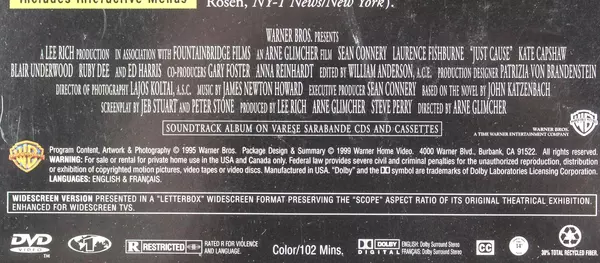 Includes Interactive Menus
Rosen, NY-1 News/New York).
WARNER BROS. PRESENTS
A LEE RICH PRODUCTION IN ASSOCIATION WITH FOUNTAINBRIDGE FILMS AN ARNE GLIMCHER FILM SEAN CONNERY LAURENCE FISHBURNE "JUST CAUSE" KATE CAPSHAW
BLAIR UNDERWOOD RUBY DEE AND ED HARRIS CO-PRODUCERS GARY FOSTER ANNA REINHARDT EDITED BY WILLIAM ANDERSON, A.C.E. PRODUCTION DESIGNER PATRIZIA VON BRANDENSTEIN
DIRECTOR OF PHOTOGRAPHY LAJOS KOLTAI, A.S.C. MUSIC BY JAMES NEWTON HOWARD EXECUTIVE PRODUCER SEAN CONNERY BASED ON THE NOVEL BY JOHN KATZENBACH
SCREENPLAY BY JEB STUART AND PETER STONE PRODUCED BY LEE RICH ARNE GLIMCHER STEVE PERRY DIRECTED BY ARNE GLIMCHER
SOUNDTRACK ALBUM ON VARESE SARABANDE CDS AND CASSETTES
WARNER BROS.
A TIME WARNER ENTERTAINMENT COMPANY
Program Content, Artwork & Photography © 1995 Warner Bros. Package Design & Summary © 1999 Warner Home Video. 4000 Warner Blvd., Burbank, CA 91522. All rights reserved.
WARNING: For sale or rental for private home use in the USA and Canada only. Federal law provides severe civil and criminal penalties for the unauthorized reproduction, distribution
or exhibition of copyrighted motion pictures, video tapes or video discs. Manufactured in USA. "Dolby" and the DD symbol are trademarks of Dolby Laboratories Licensing Corporation.
LANGUAGES: ENGLISH & FRANÇAIS.
WIDESCREEN VERSION PRESENTED IN A "LETTERBOX" WIDESCREEN FORMAT PRESERVING THE "SCOPE" ASPECT RATIO OF ITS ORIGINAL THEATRICAL EXHIBITION.
ENHANCED FOR WIDESCREEN TVS.
DVD VIDEO
R RESTRICTED
RATED R FOR VIOLENCE
AND LANGUAGE.
Color/102 Mins.
DOLBY DIGITAL
ENGLISH: Dolby Surround Stereo
FRANÇAIS: Dolby Surround Stereo
CC
30% TOTAL RECYCLED FIBER.